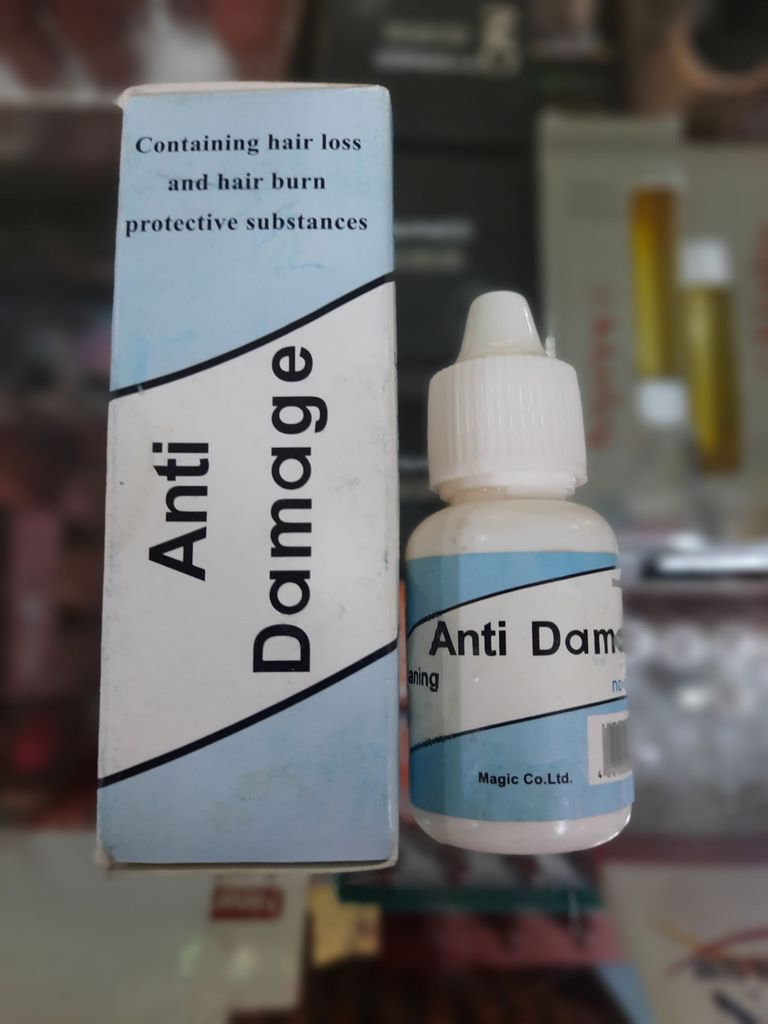 Containing hair loss
and hair burn
protective substances
Anti
Damage
Anti Dama
aning
Magic Co.Ltd.